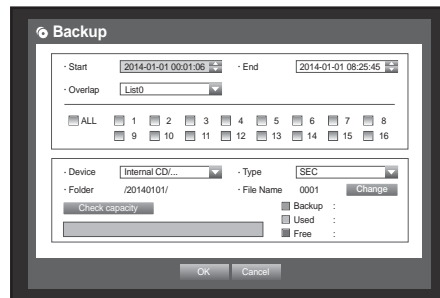 Backup
· Start 2014-01-01 00:01:06 · End 2014-01-01 08:25:45
· Overlap List0
ALL 1 2 3 4 5 6 7 8
9 10 11 12 13 14 15 16
· Device Internal CD/... · Type SEC
· Folder /20140101/ · File Name 0001 Change
Check capacity Backup :
Used :
Free :
OK Cancel